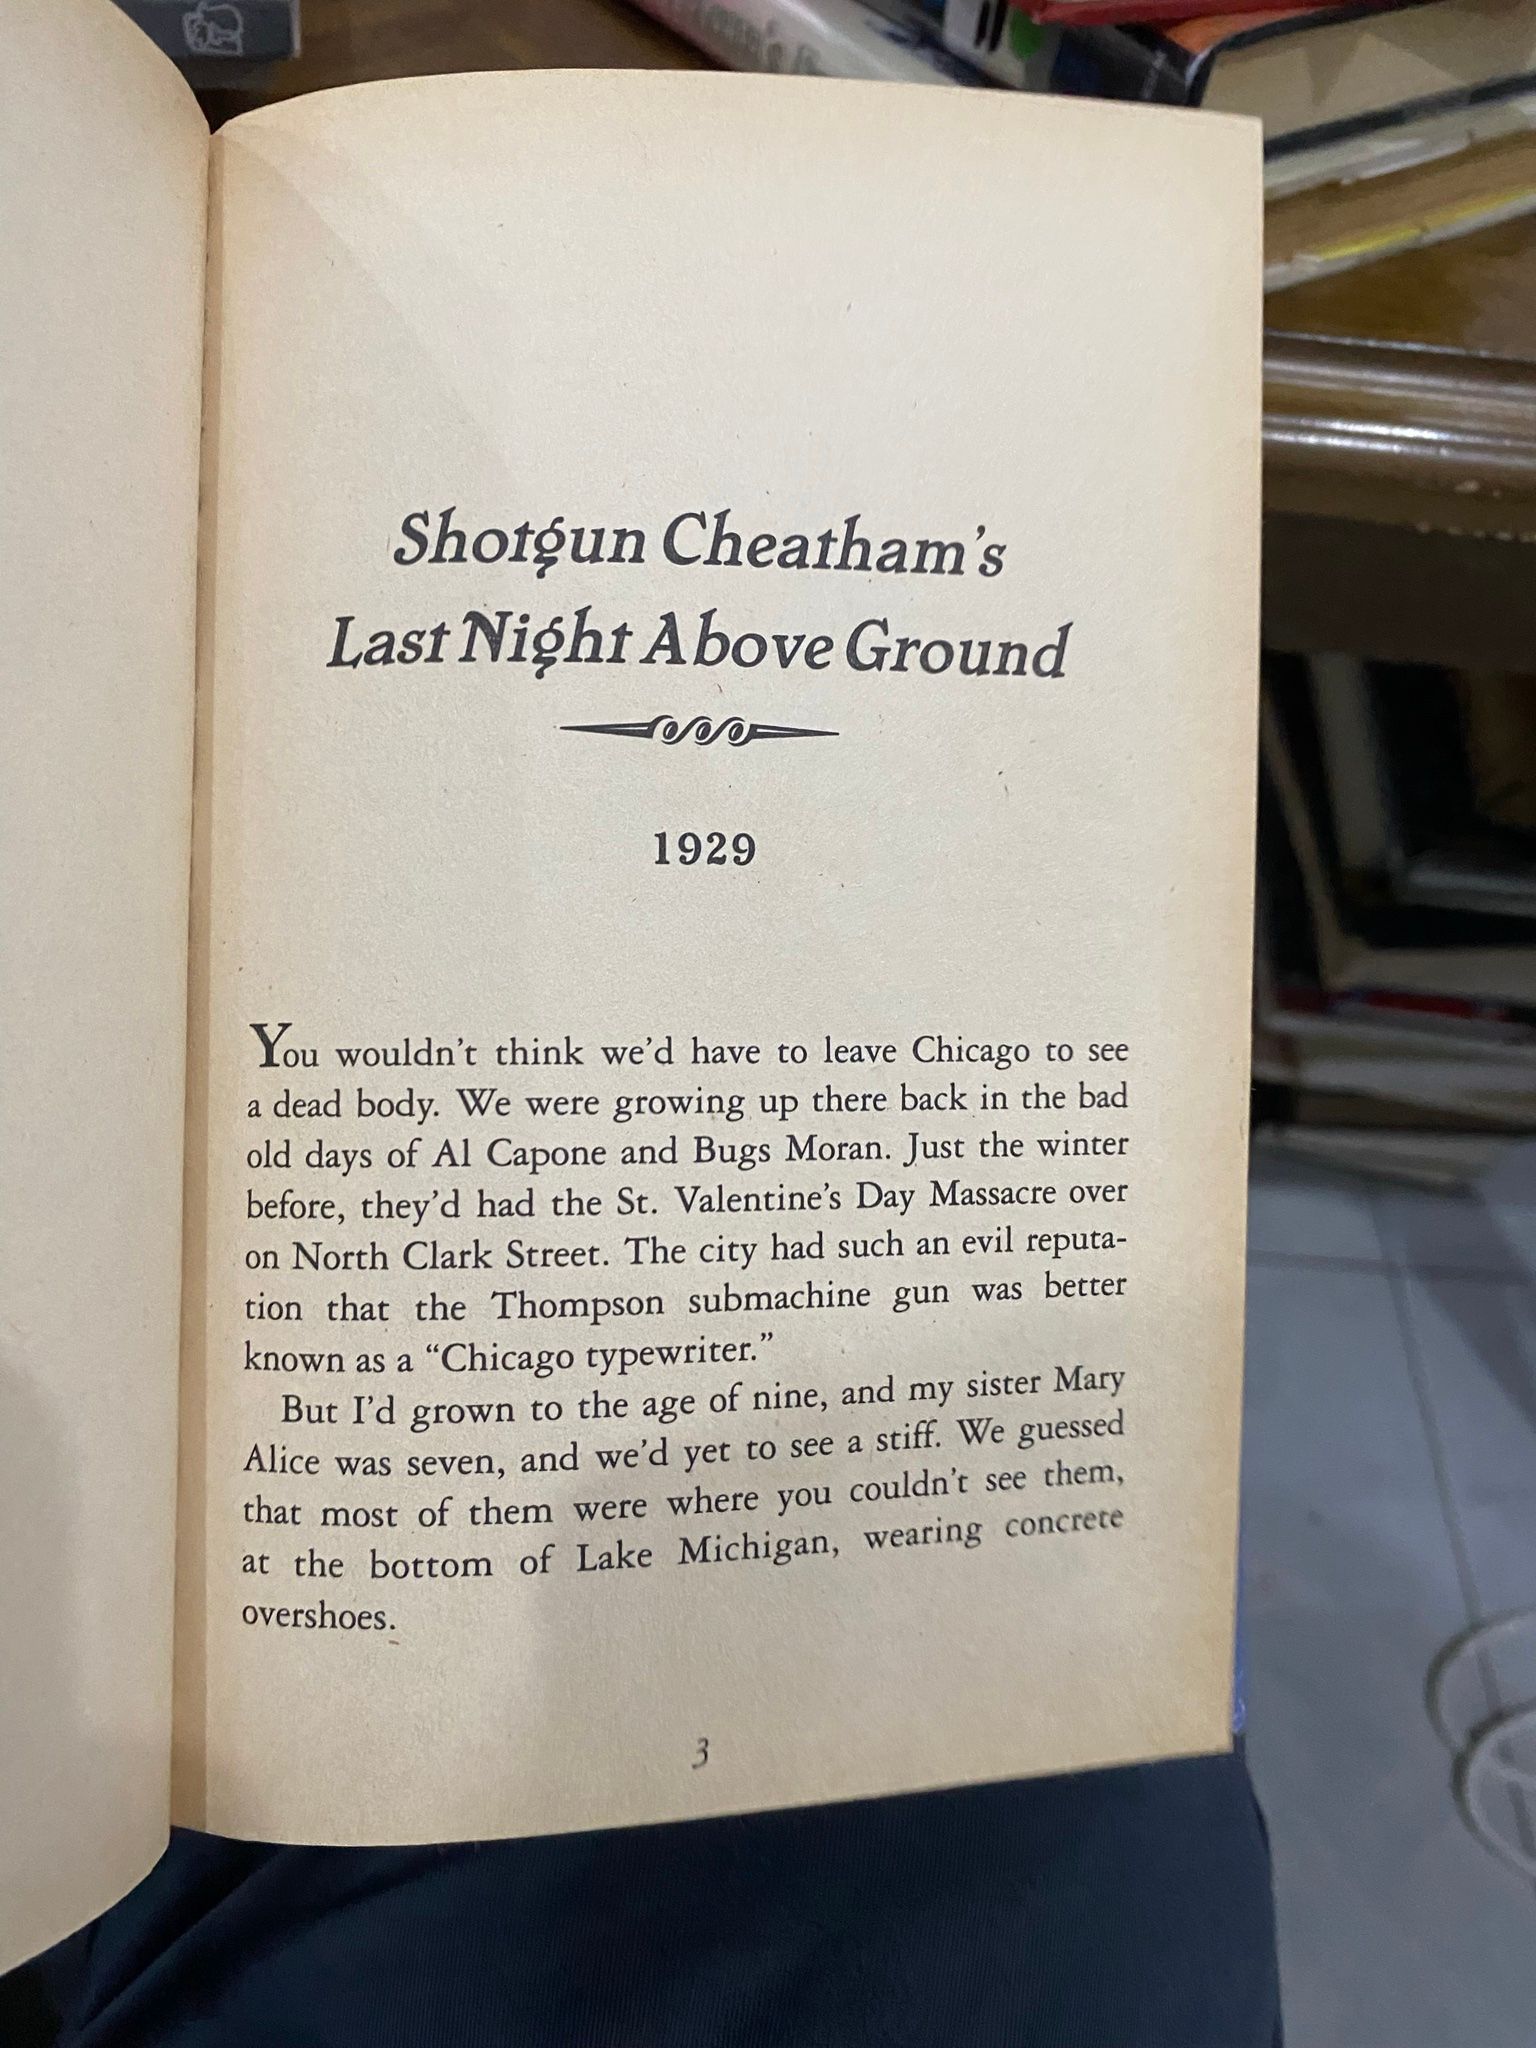 Shotgun Cheatham's
Last Night Above Ground
1929
You wouldn't think we'd have to leave Chicago to see
a dead body. We were growing up there back in the bad
old days of Al Capone and Bugs Moran. Just the winter
before, they'd had the St. Valentine's Day Massacre over
on North Clark Street. The city had such an evil reputa-
tion that the Thompson submachine gun was better
known as a “Chicago typewriter.”
But I'd grown to the age of nine, and my sister Mary
Alice was seven, and we'd yet to see a stiff. We guessed
that most of them were where you couldn't see them,
at the bottom of Lake Michigan, wearing concrete
overshoes.
3